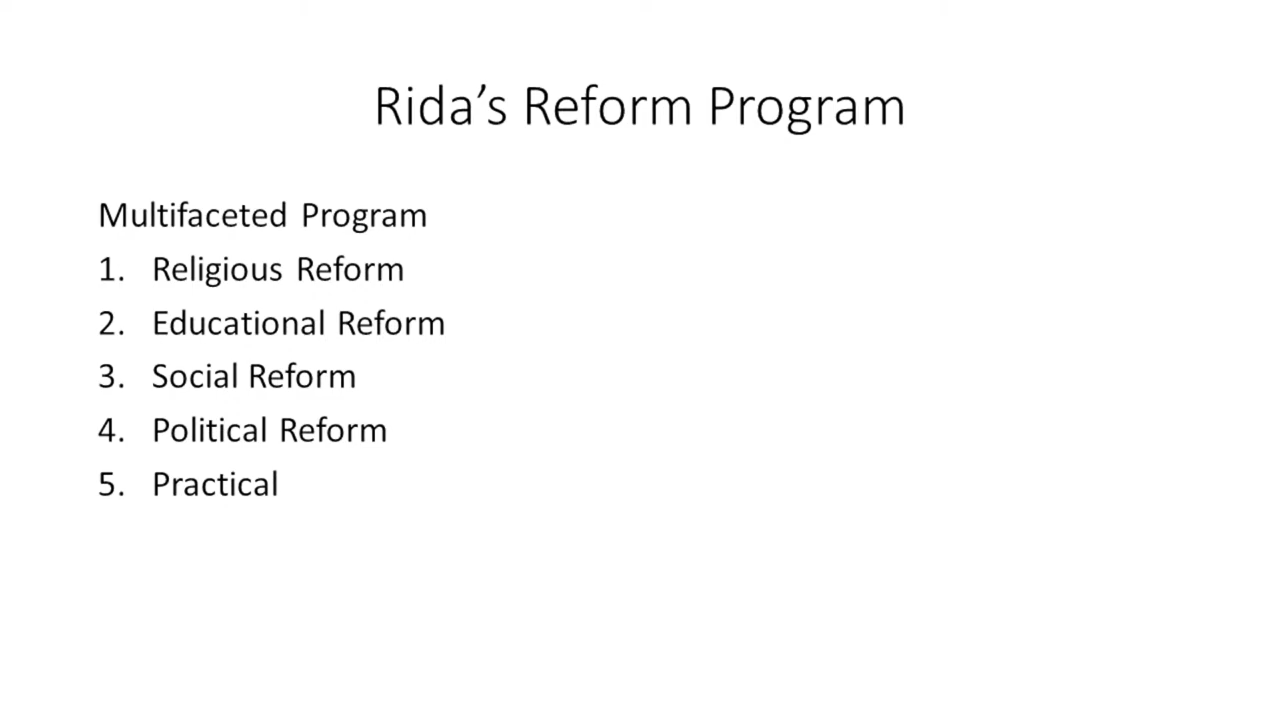 Rida’s Reform Program
Multifaceted Program
1. Religious Reform
2. Educational Reform
3. Social Reform
4. Political Reform
5. Practical